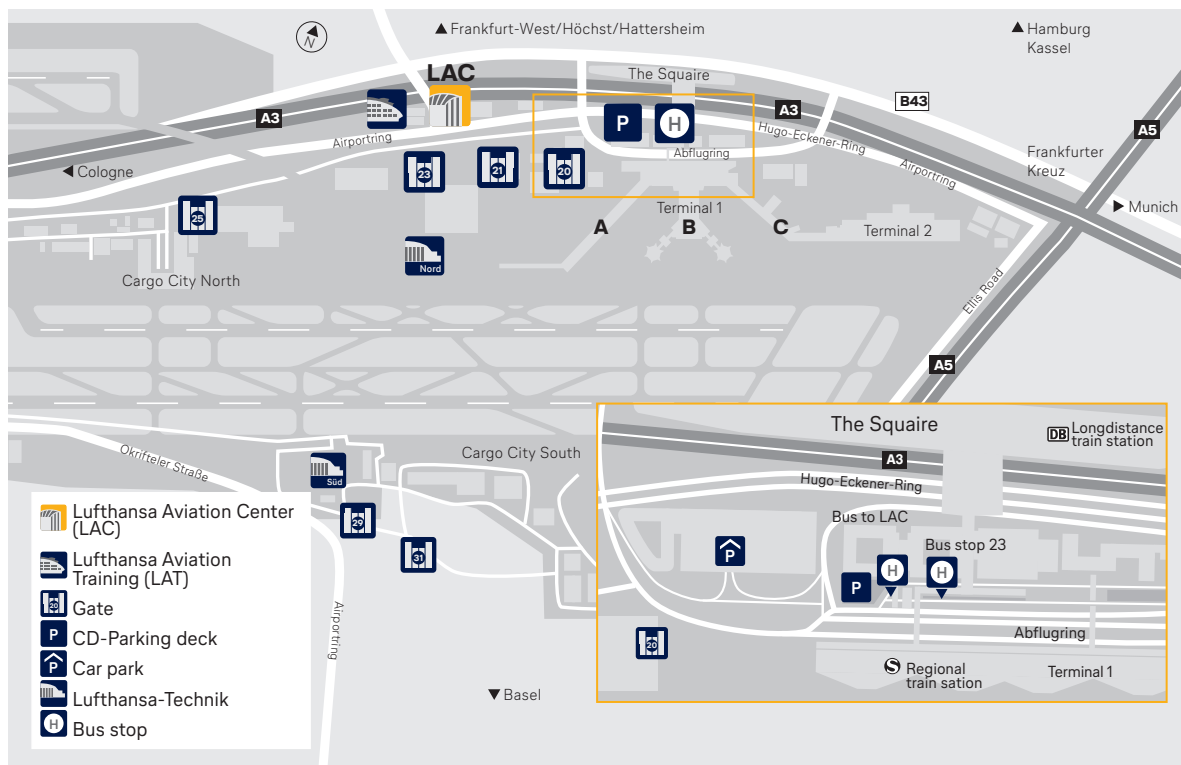 N
Frankfurt-West/Höchst/Hattersheim
Hamburg
Kassel
LAC
The Squaire
A3
A3
B43
A5
P
H
Airportring
Hugo-Eckener-Ring
Airportring
Abflugring
Frankfurter
Kreuz
Cologne
Munich
23
21
20
25
Terminal 1
A
B
C
Terminal 2
Nord
Cargo City North
Ellis Road
A5
Okrifteler Straße
Cargo City South
Süd
29
31
Airportring
Basel
Lufthansa Aviation Center
(LAC)
Lufthansa Aviation
Training (LAT)
20
Gate
P
CD-Parking deck
P
Car park
Lufthansa-Technik
H
Bus stop
The Squaire
DB Longdistance
train station
A3
Hugo-Eckener-Ring
Bus to LAC
Bus stop 23
P
H
H
P
20
Abflugring
S Regional
train sation
Terminal 1